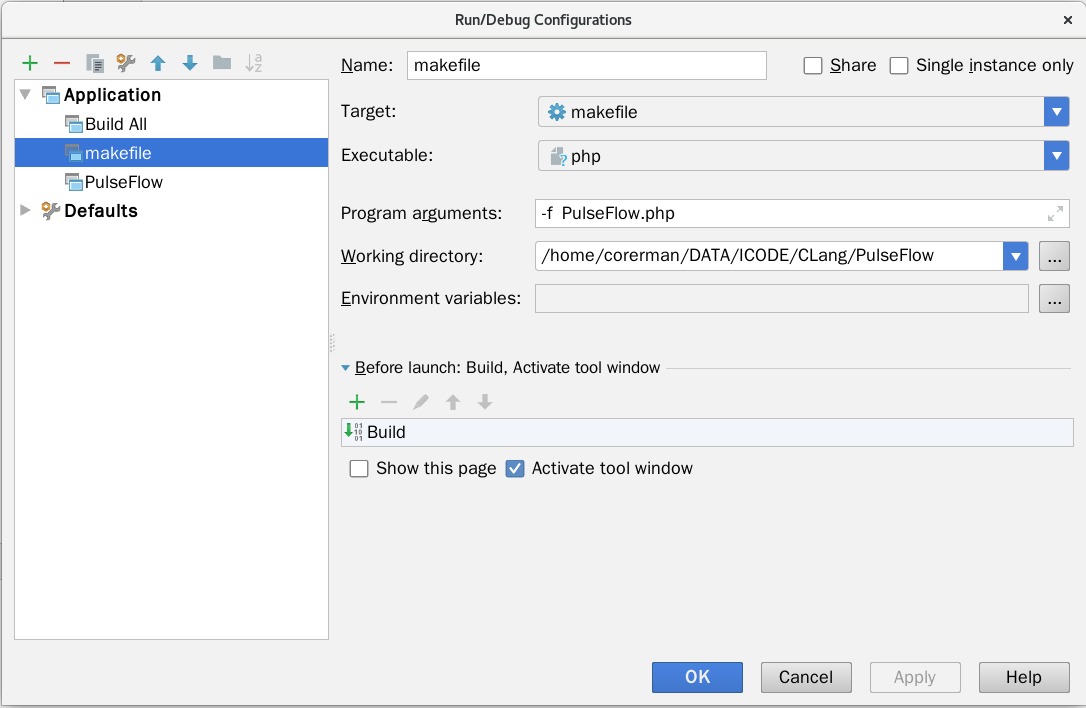 Run/Debug Configurations
Application
Build All
makefile
PulseFlow
Defaults
Name: makefile
Share
Single instance only
Target: makefile
Executable: php
Program arguments: -f PulseFlow.php
Working directory: /home/corerman/DATA/ICODE/CLang/PulseFlow ...
Environment variables: ...
Before launch: Build, Activate tool window
Build
Show this page
Activate tool window
OK Cancel Apply Help